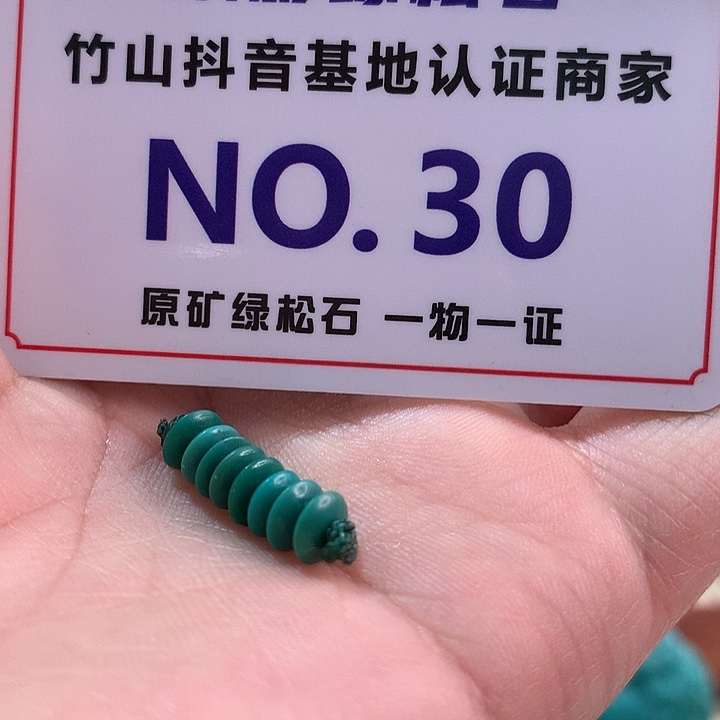 竹山抖音基地认证商家
NO. 30
原矿绿松石 一物一证